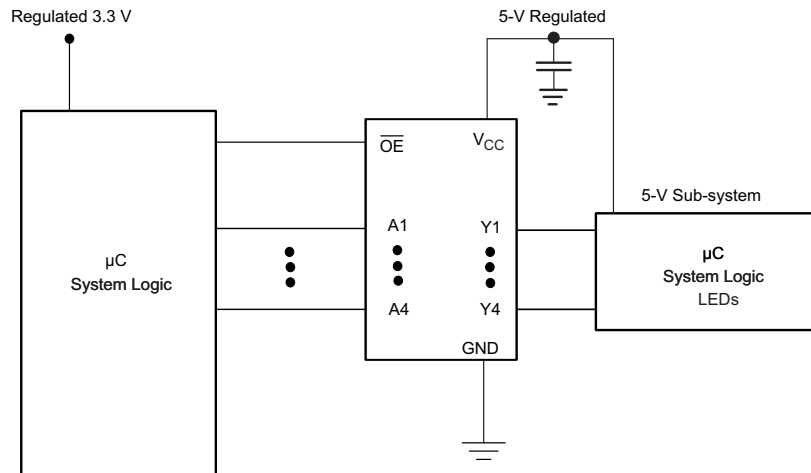 Regulated 3.3 V
5-V Regulated
OE
VCC
5-V Sub-system
A1
Y1
µC
System Logic
µC
System Logic
LEDs
A4
Y4
GND